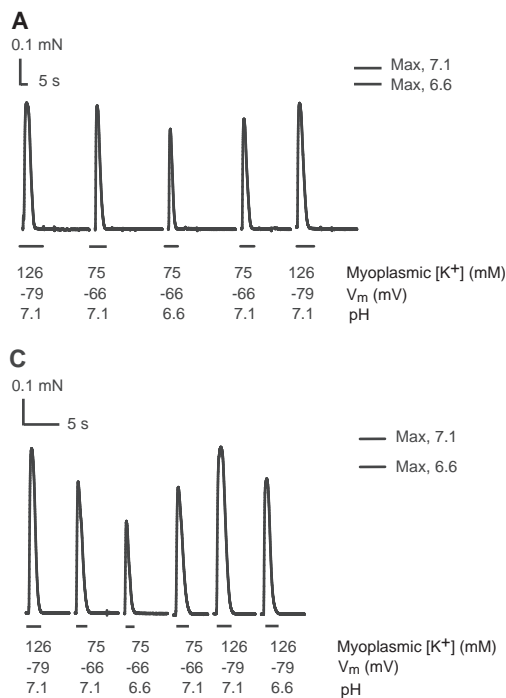 A
0.1 mN
5 s
Max, 7.1
Max, 6.6
126 75 75 75 126 Myoplasmic [K+] (mM)
-79 -66 -66 -66 -79 Vm (mV)
7.1 7.1 6.6 7.1 7.1 pH
C
0.1 mN
5 s
Max, 7.1
Max, 6.6
126 75 75 75 126 126 Myoplasmic [K+] (mM)
-79 -66 -66 -66 -79 -79 Vm (mV)
7.1 7.1 6.6 7.1 7.1 6.6 pH